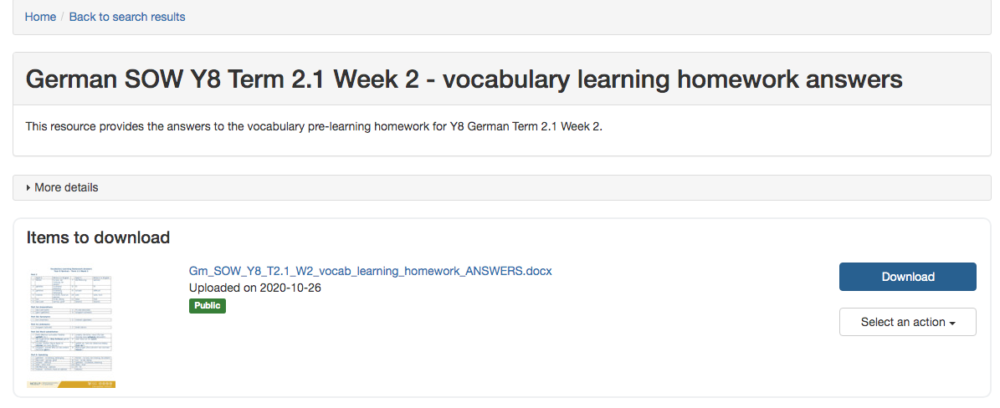 Home / Back to search results
German SOW Y8 Term 2.1 Week 2 - vocabulary learning homework answers
This resource provides the answers to the vocabulary pre-learning homework for Y8 German Term 2.1 Week 2.
More details
Items to download
Gm_SOW_Y8_T2.1_W2_vocab_learning_homework_ANSWERS.docx
Uploaded on 2020-10-26
Public
Download
Select an action